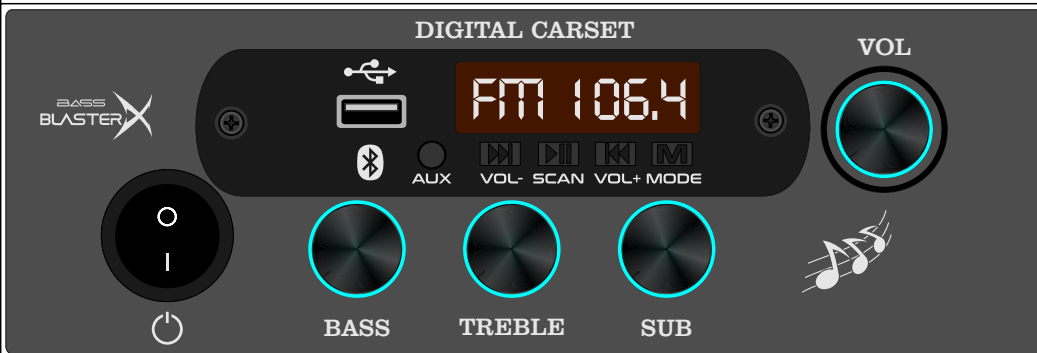 DIGITAL CARSET
VOL
BASS
BLASTER X
FM 106.4
M
AUX
VOL- SCAN VOL+ MODE
O
I
BASS TREBLE SUB